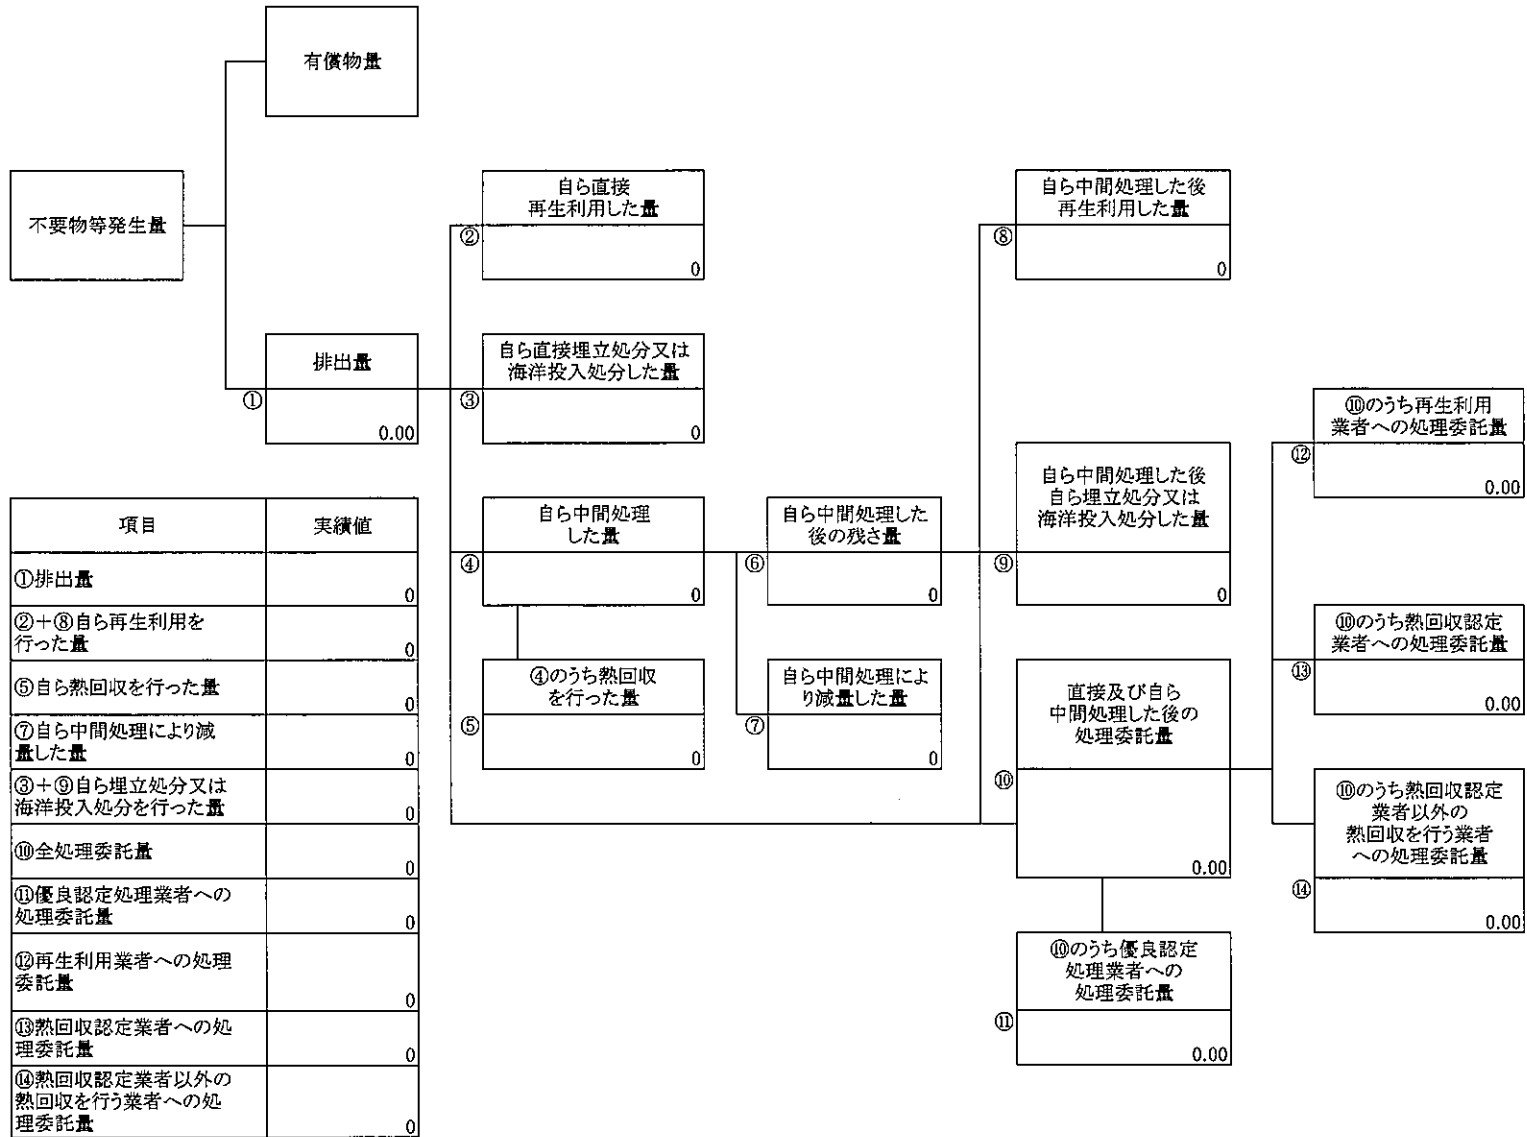 有償物量
不要物等発生量
排出量
①
0.00
自ら直接
再生利用した量
②
0
自ら直接埋立処分又は
海洋投入処分した量
③
0
自ら中間処理
した量
④
0
④のうち熱回収
を行った量
⑤
0
自ら中間処理した
後の残さ量
⑥
0
自ら中間処理によ
り減量した量
⑦
0
自ら中間処理した後
再生利用した量
⑧
0
自ら中間処理した後
自ら埋立処分又は
海洋投入処分した量
⑨
0
直接及び自ら
中間処理した後の
処理委託量
⑩
0.00
⑩のうち優良認定
処理業者への
処理委託量
⑪
0.00
⑩のうち再生利用
業者への処理委託量
⑫
0.00
⑩のうち熱回収認定
業者への処理委託量
⑬
0.00
⑩のうち熱回収認定
業者以外の
熱回収を行う業者
への処理委託量
⑭
0.00
項目 実績値
①排出量 0
②+⑧自ら再生利用を
行った量 0
⑤自ら熱回収を行った量 0
⑦自ら中間処理により減
量した量 0
③+⑨自ら埋立処分又は
海洋投入処分を行った量 0
⑩全処理委託量 0
⑪優良認定処理業者への
処理委託量 0
⑫再生利用業者への処理
委託量 0
⑬熱回収認定業者への処
理委託量 0
⑭熱回収認定業者以外の
熱回収を行う業者への処
理委託量 0